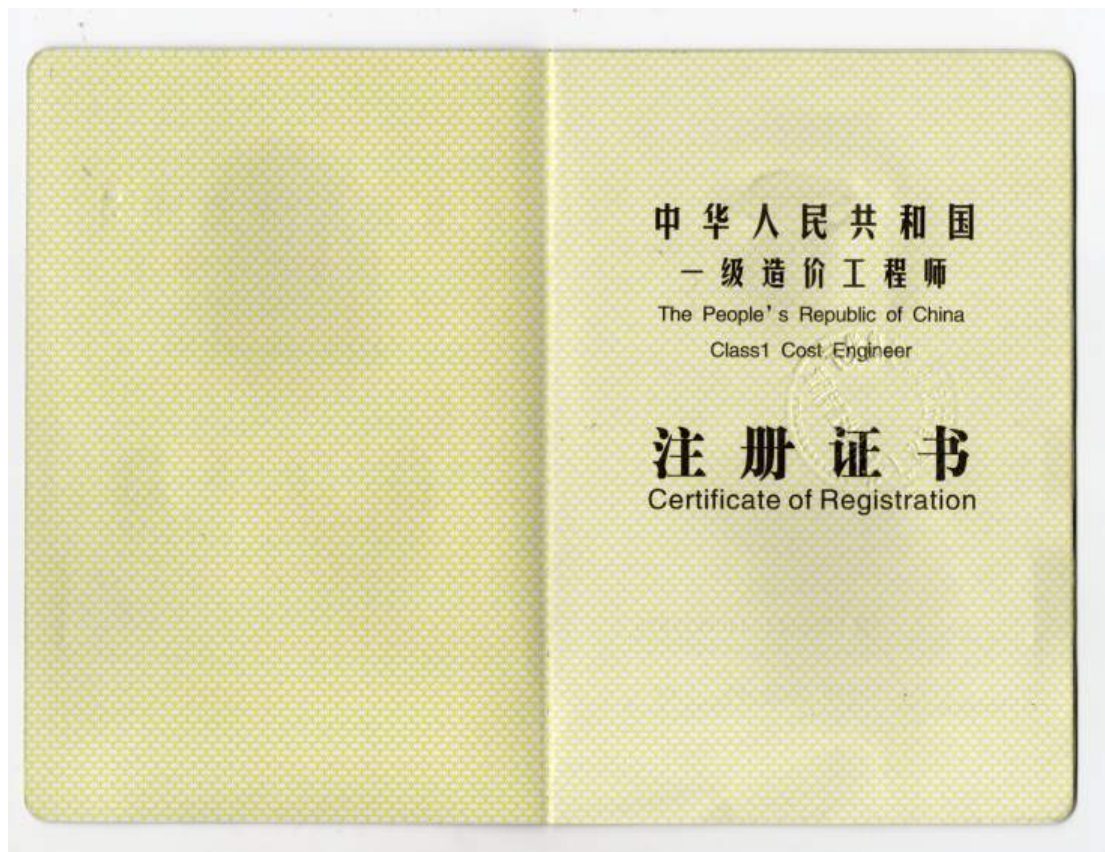 中华人民共和国
一级造价工程师
The People's Republic of China
Class1 Cost Engineer
注册证书
Certificate of Registration